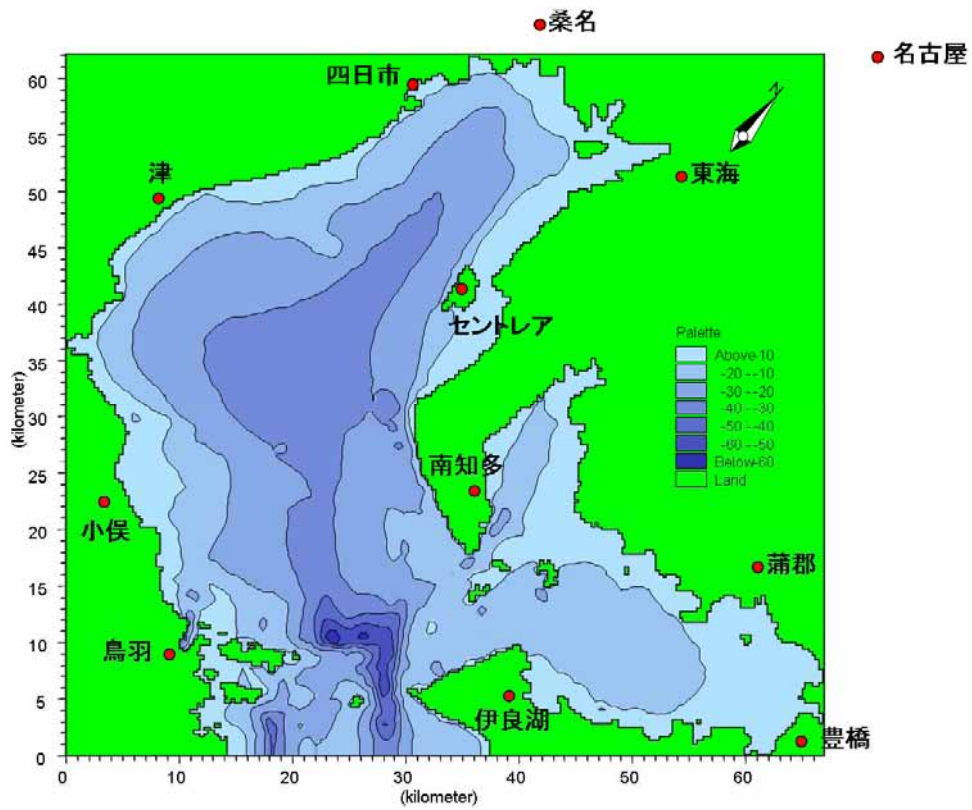 桑名
名古屋
四日市
N
津
東海
セントレア
Palette
Above-10
-20 - -10
-30 - -20
-40 - -30
-50 - -40
-60 - -50
Below-60
Land
南知多
小俣
蒲郡
鳥羽
伊良湖
豊橋
60
55
50
45
40
35
30
25
20
15
10
5
0
(kilometer)
0
10
20
30
40
50
60
(kilometer)